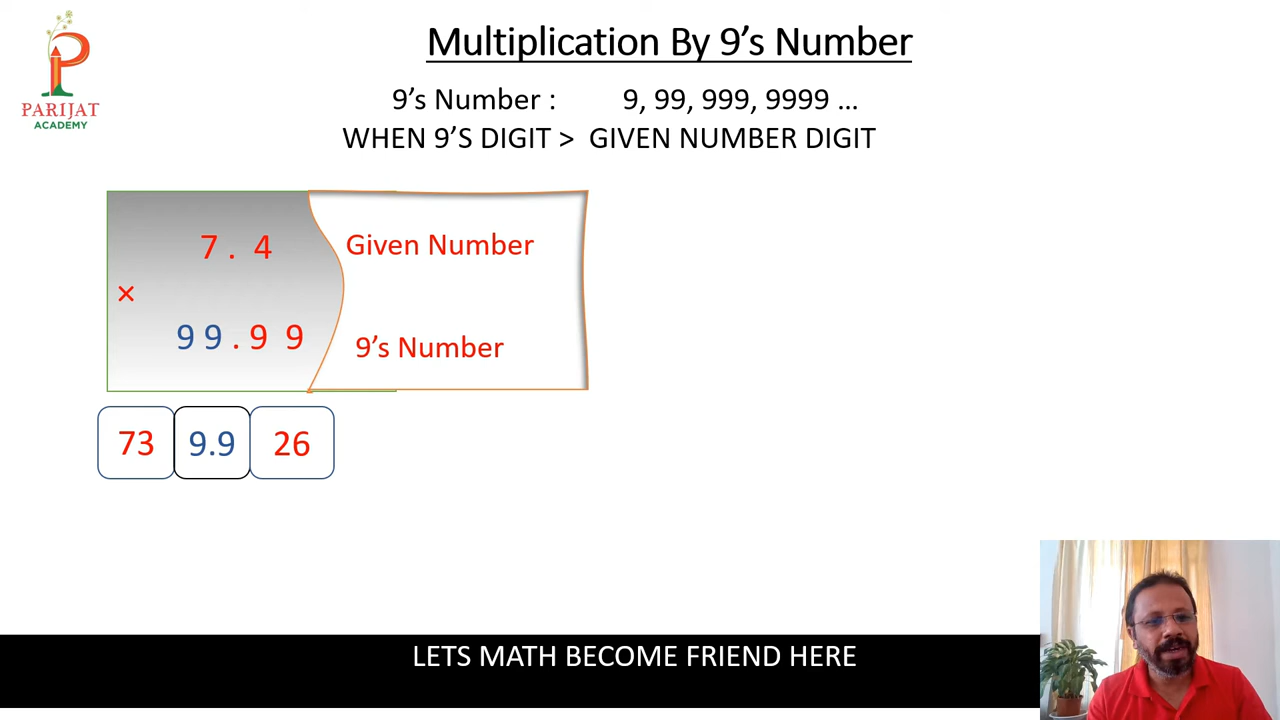 PARIJAT
ACADEMY
Multiplication By 9’s Number
9’s Number : 9, 99, 999, 9999 ...
WHEN 9’S DIGIT > GIVEN NUMBER DIGIT
7 . 4 Given Number
×
9 9 . 9 9 9’s Number
73 9.9 26
LETS MATH BECOME FRIEND HERE